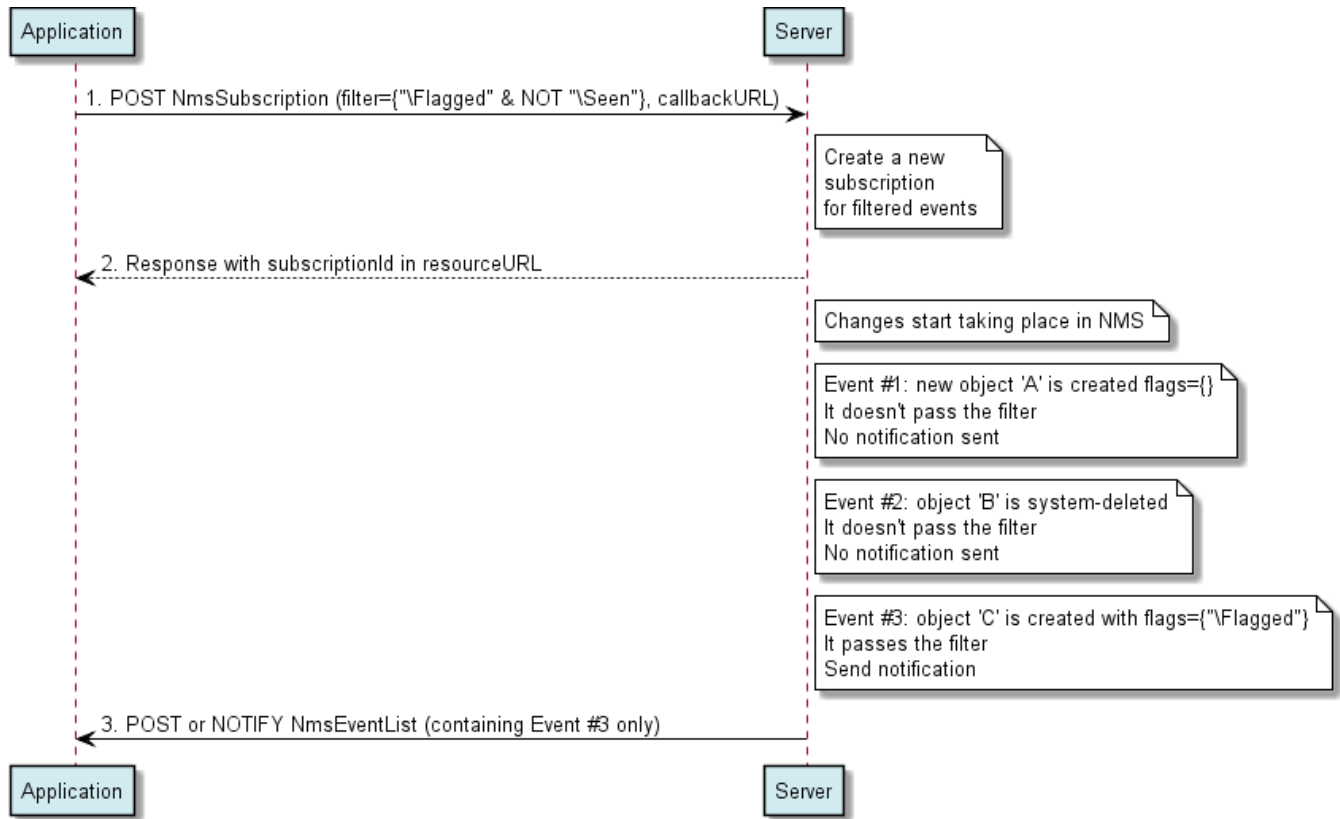 Application
Server
1. POST NmsSubscription (filter={"\Flagged" & NOT "\Seen"}, callbackURL)
Create a new
subscription
for filtered events
2. Response with subscriptionId in resourceURL
Changes start taking place in NMS
Event #1: new object 'A' is created flags={}
It doesn't pass the filter
No notification sent
Event #2: object 'B' is system-deleted
It doesn't pass the filter
No notification sent
Event #3: object 'C' is created with flags={"\Flagged"}
It passes the filter
Send notification
3. POST or NOTIFY NmsEventList (containing Event #3 only)
Application
Server